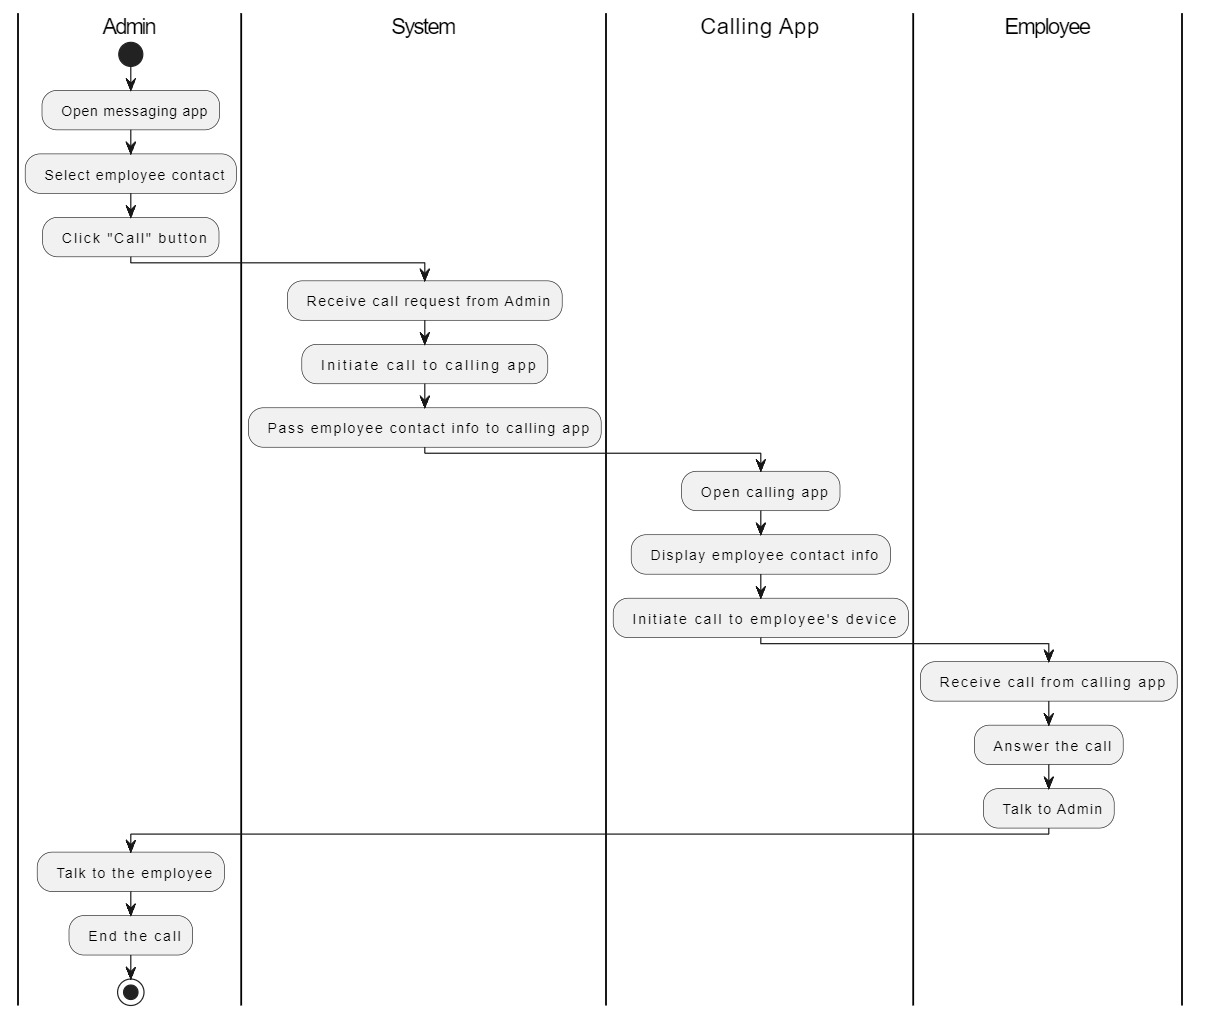 Admin
System
Calling App
Employee
Open messaging app
Select employee contact
Click "Call" button
Receive call request from Admin
Initiate call to calling app
Pass employee contact info to calling app
Open calling app
Display employee contact info
Initiate call to employee's device
Receive call from calling app
Answer the call
Talk to Admin
Talk to the employee
End the call